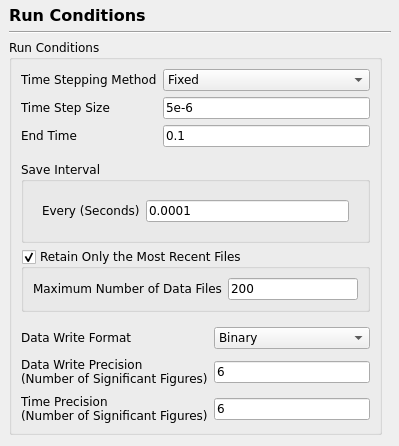 Run Conditions
Run Conditions
Time Stepping Method Fixed
Time Step Size 5e-6
End Time 0.1
Save Interval
Every (Seconds) 0.0001
Retain Only the Most Recent Files
Maximum Number of Data Files 200
Data Write Format Binary
Data Write Precision
(Number of Significant Figures) 6
Time Precision
(Number of Significant Figures) 6